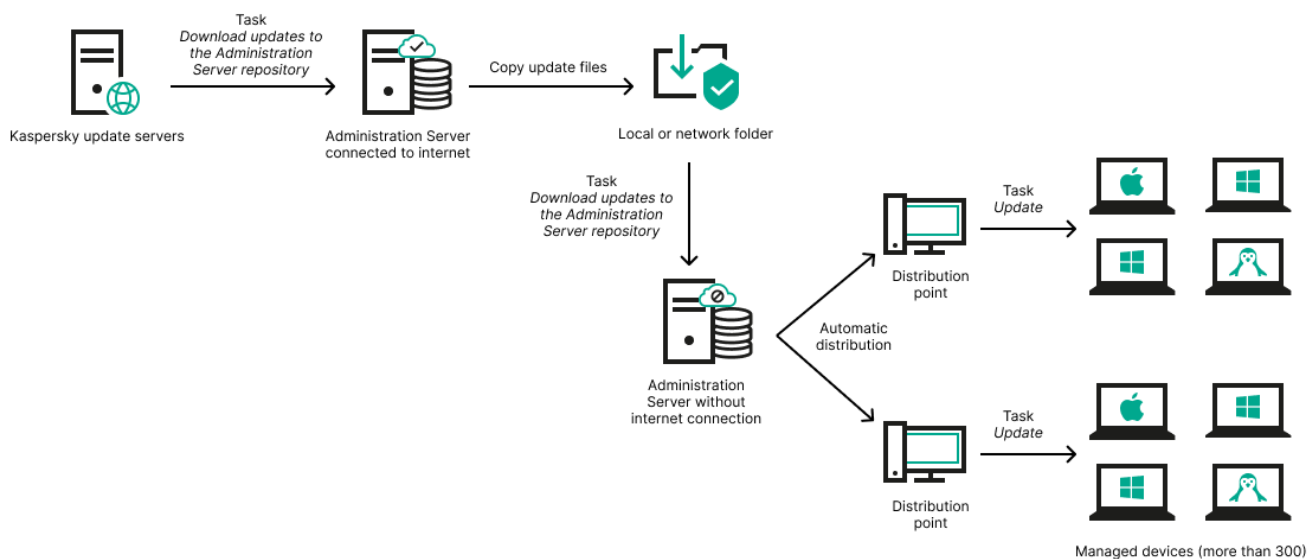 Task
Download updates to
the Administration
Server repository
Kaspersky update servers
Administration Server
connected to internet
Copy update files
Local or network folder
Task
Download updates to
the Administration
Server repository
Administration
Server without
internet connection
Automatic
distribution
Distribution
point
Task
Update
Distribution
point
Task
Update
Managed devices (more than 300)